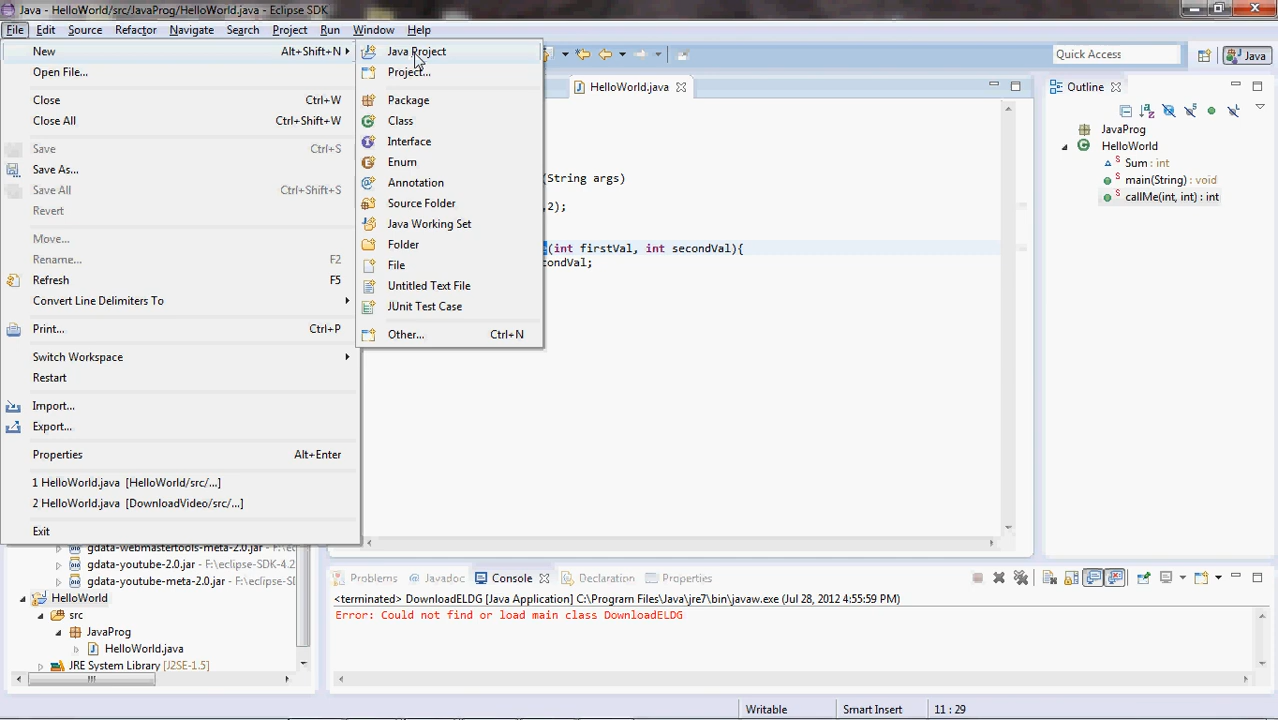 Java - HelloWorld/src/JavaProg/HelloWorld.java - Eclipse SDK
File Edit Source Refactor Navigate Search Project Run Window Help
New Alt+Shift+N
Open File...
Close Ctrl+W
Close All Ctrl+Shift+W
Save Ctrl+S
Save As...
Save All Ctrl+Shift+S
Revert
Move...
Rename... F2
Refresh F5
Convert Line Delimiters To
Print... Ctrl+P
Switch Workspace
Restart
Import...
Export...
Properties Alt+Enter
1 HelloWorld.java [HelloWorld/src/...]
2 HelloWorld.java [DownloadVideo/src/...]
Exit
Java Project
Project...
Package
Class
Interface
Enum
Annotation
Source Folder
Java Working Set
Folder
File
Untitled Text File
JUnit Test Case
Other... Ctrl+N
Quick Access
Java
HelloWorld.java
(String args)
,2);
(int firstVal, int secondVal){
condVal;
Outline
JavaProg
HelloWorld
Sum : int
main(String) : void
callMe(int, int) : int
gdata-webmastertools-meta-2.0.jar - F:\ec
gdata-youtube-2.0.jar - F:\eclipse-SDK-4.2
gdata-youtube-meta-2.0.jar - F:\eclipse-S
HelloWorld
src
JavaProg
HelloWorld.java
JRE System Library [J2SE-1.5]
Problems Javadoc Console Declaration Properties
<terminated> DownloadELDG [Java Application] C:\Program Files\Java\jre7\bin\javaw.exe (Jul 28, 2012 4:55:59 PM)
Error: Could not find or load main class DownloadELDG
Writable Smart Insert 11 : 29